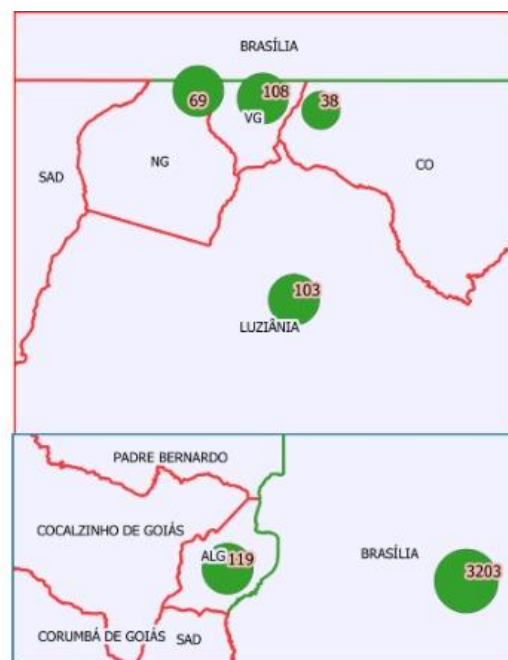 BRASÍLIA
69
108
38
VG
NG
SAD
CO
103
LUZIÂNIA
PADRE BERNARDO
COCALZINHO DE GOIÁS
ALG
119
BRASÍLIA
3203
CORUMBÁ DE GOIÁS
SAD